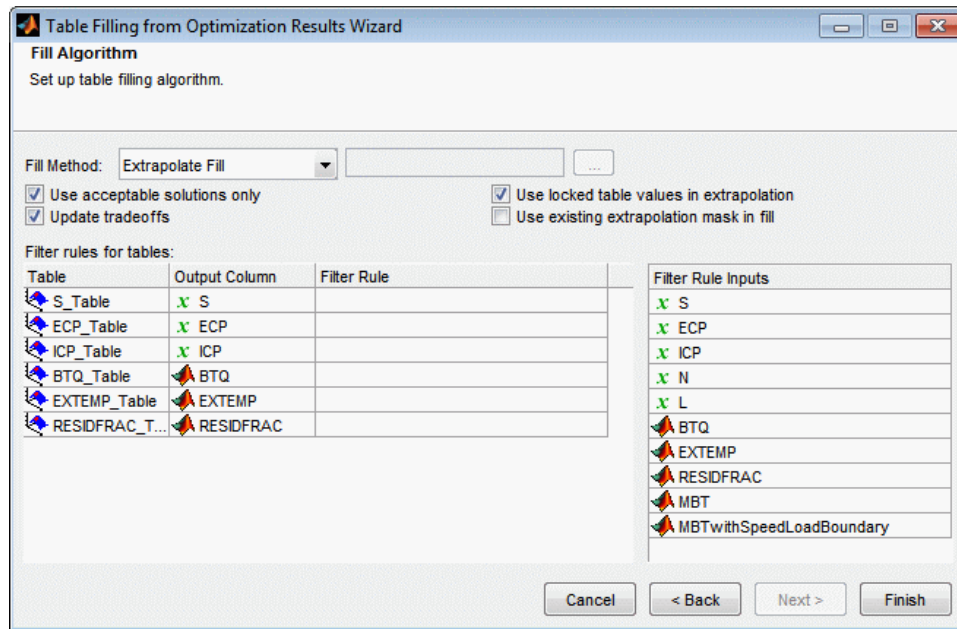 Table Filling from Optimization Results Wizard
Fill Algorithm
Set up table filling algorithm.
Fill Method: Extrapolate Fill ...
Use acceptable solutions only Use locked table values in extrapolation
Update tradeoffs Use existing extrapolation mask in fill
Filter rules for tables:
Table Output Column Filter Rule
S_Table x S
ECP_Table x ECP
ICP_Table x ICP
BTQ_Table BTQ
EXTEMP_Table EXTEMP
RESIDFRAC_T... RESIDFRAC
Filter Rule Inputs
x S
x ECP
x ICP
x N
x L
BTQ
EXTEMP
RESIDFRAC
MBT
MBTwithSpeedLoadBoundary
Cancel < Back Next > Finish